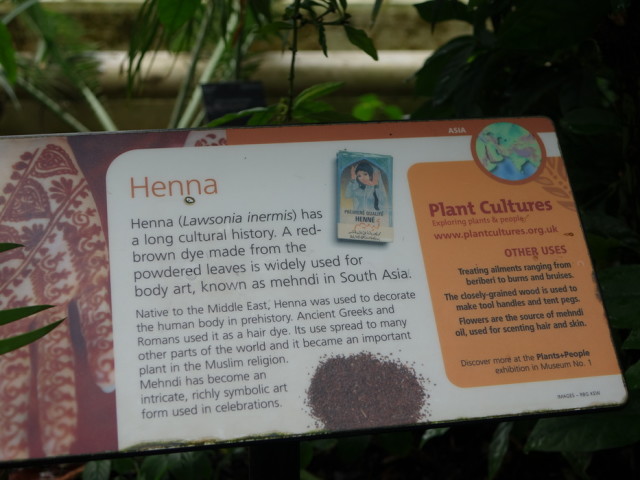 ASIA
Henna
Henna (Lawsonia inermis) has
a long cultural history. A red-
brown dye made from the
powdered leaves is widely used for
body art, known as mehndi in South Asia.
Native to the Middle East, Henna was used to decorate
the human body in prehistory. Ancient Greeks and
Romans used it as a hair dye. Its use spread to many
other parts of the world and it became an important
plant in the Muslim religion.
Mehndi has become an
intricate, richly symbolic art
form used in celebrations.
HENNÉ
Plant Cultures
Exploring plants & people
www.plantcultures.org.uk
OTHER USES
Treating ailments ranging from
beriberi to burns and bruises.
The closely-grained wood is used to
make tool handles and tent pegs.
Flowers are the source of mehndi
oil, used for scenting hair and skin.
Discover more at the Plants+People
exhibition in Museum No. 1